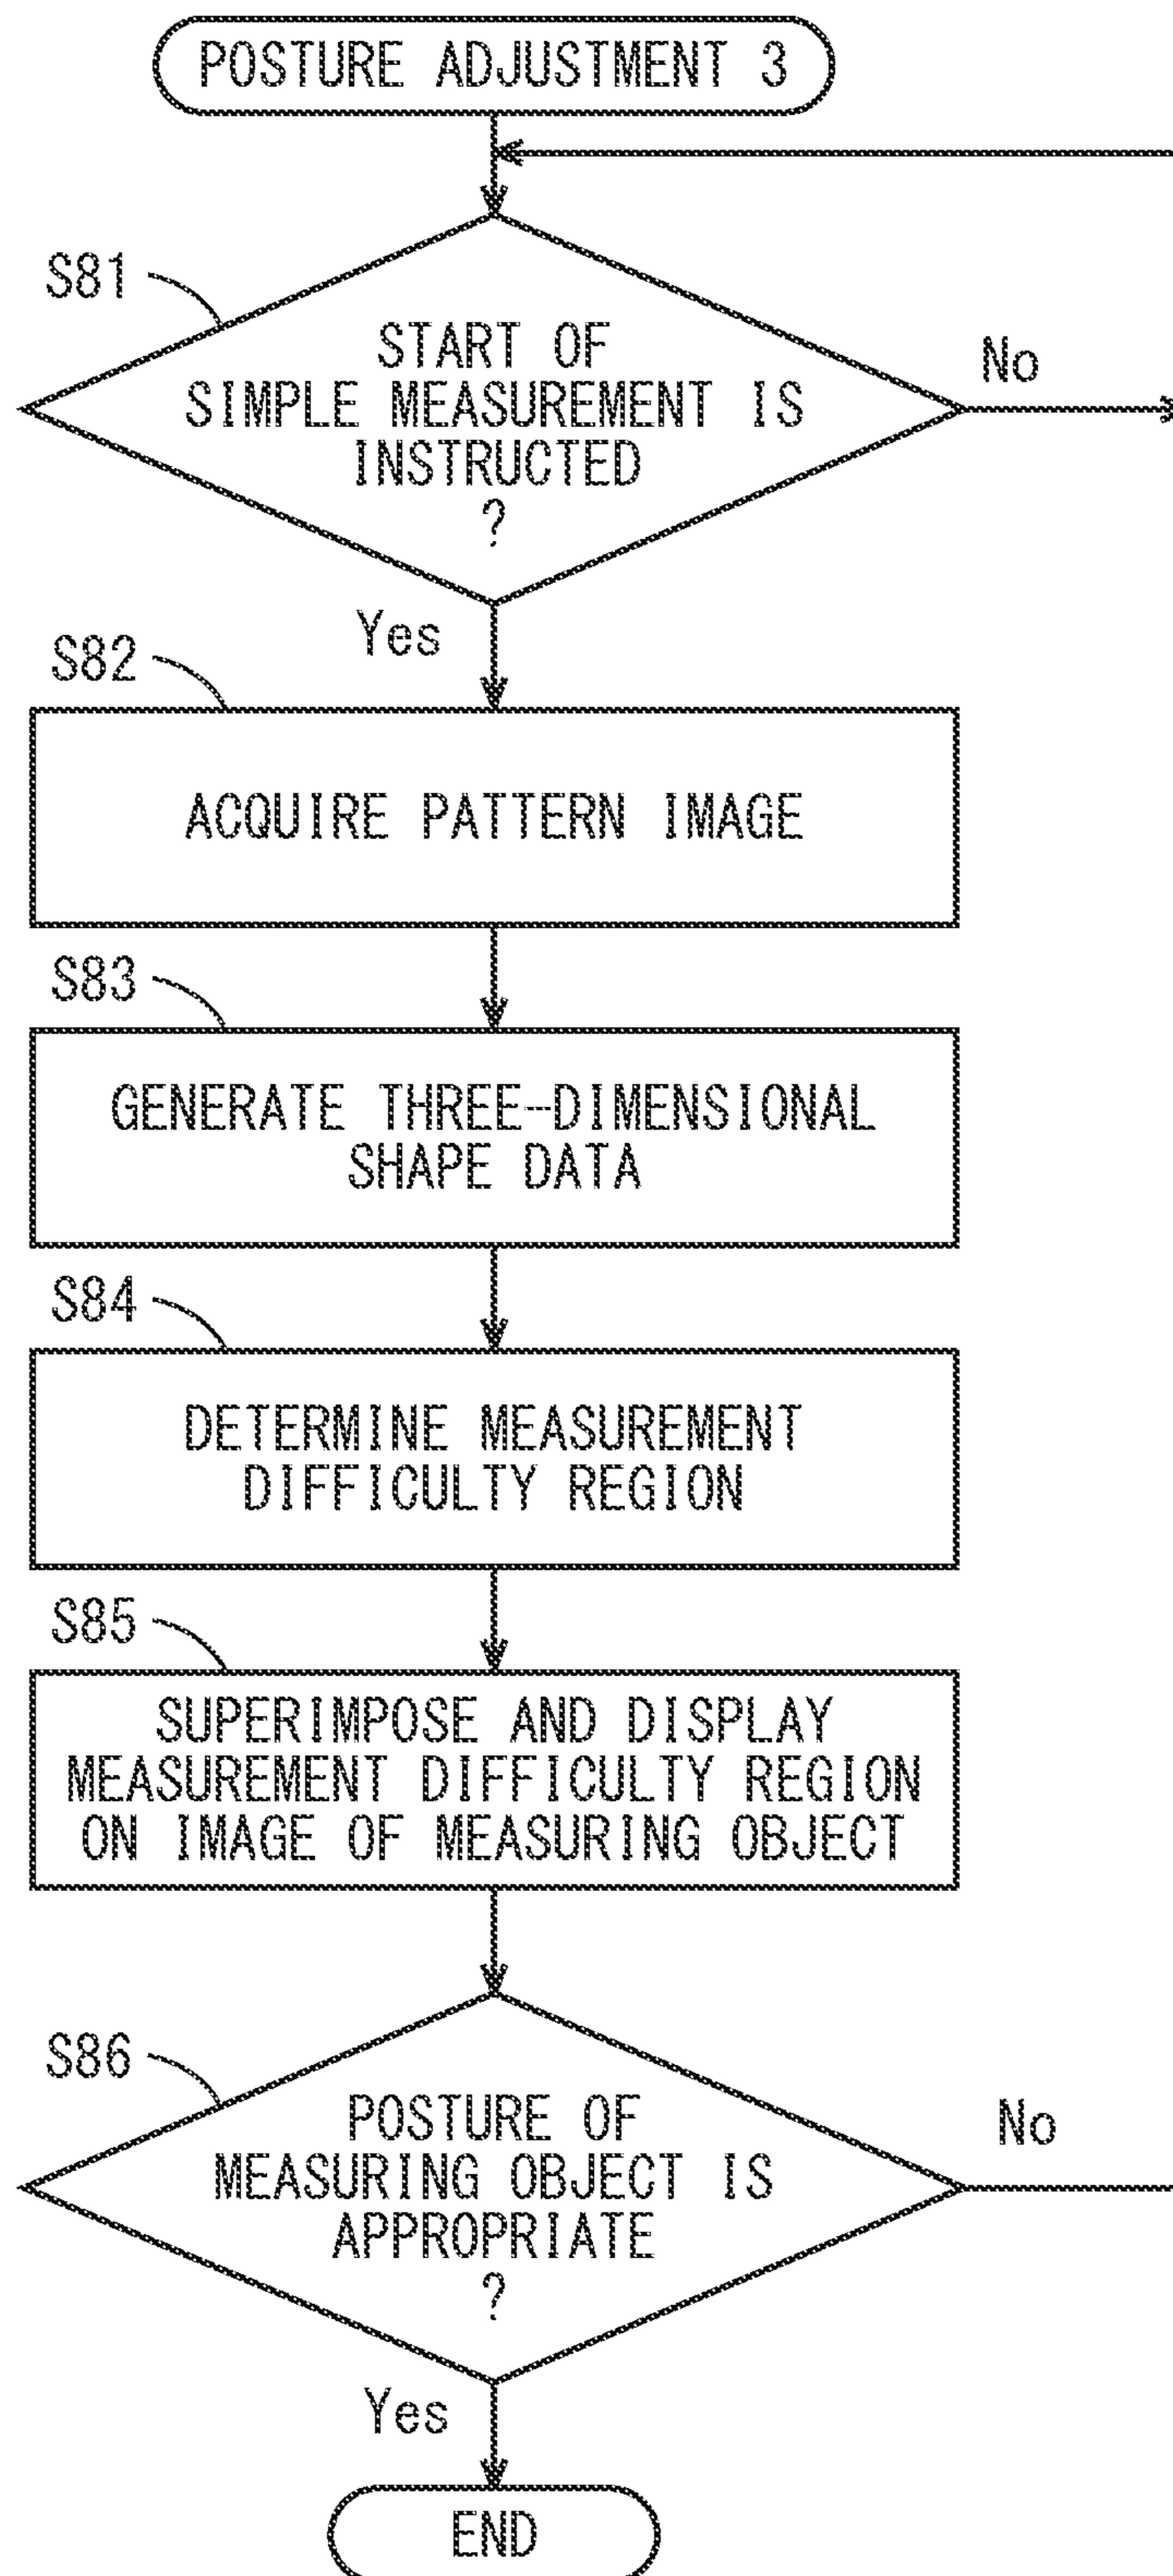 POSTURE ADJUSTMENT 3
S81
START OF
SIMPLE MEASUREMENT IS
INSTRUCTED
?
No
Yes
S82
ACQUIRE PATTERN IMAGE
S83
GENERATE THREE-DIMENSIONAL
SHAPE DATA
S84
DETERMINE MEASUREMENT
DIFFICULTY REGION
S85
SUPERIMPOSE AND DISPLAY
MEASUREMENT DIFFICULTY REGION
ON IMAGE OF MEASURING OBJECT
S86
POSTURE OF
MEASURING OBJECT IS
APPROPRIATE
?
No
Yes
END